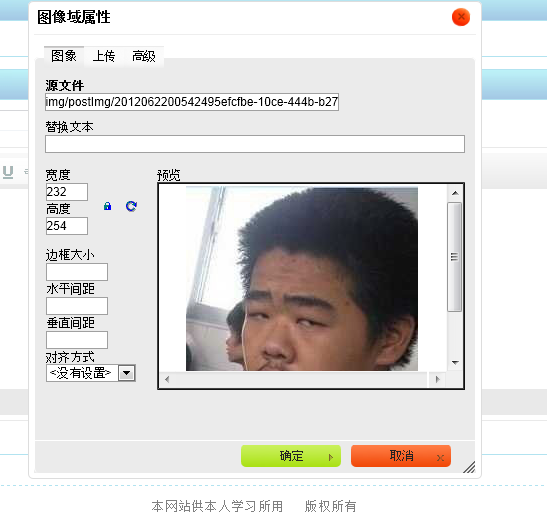 图像域属性
图像 上传 高级
源文件
img/postImg/2012062200542495efcfbe-10ce-444b-b27
替换文本
宽度
232
高度
254
边框大小
水平间距
垂直间距
对齐方式
<没有设置>
预览
确定 取消
U
本网站供本人学习所用 版权所有